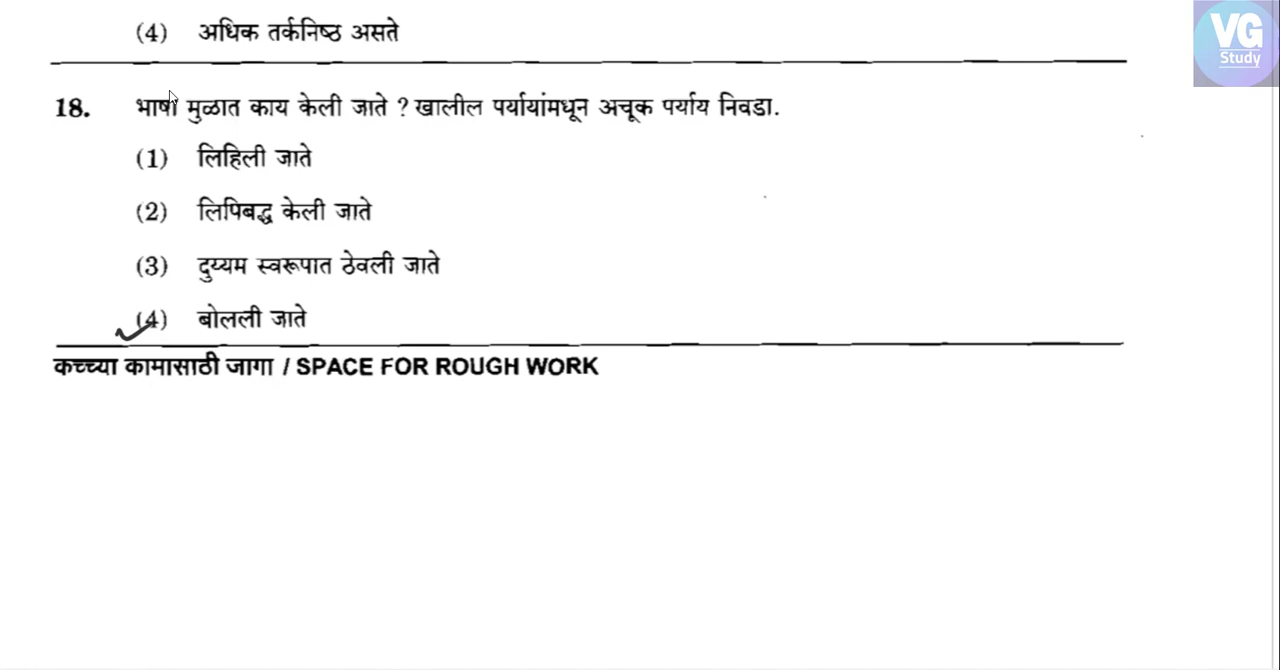 (4) अधिक तर्कनिष्ठ असते
VG
Study
18. भाषा मुळात काय केली जाते ? खालील पर्यायांमधून अचूक पर्याय निवडा.
(1) लिहिली जाते
(2) लिपिबद्ध केली जाते
(3) दुय्यम स्वरूपात ठेवली जाते
(4) बोलली जाते
कच्च्या कामासाठी जागा / SPACE FOR ROUGH WORK